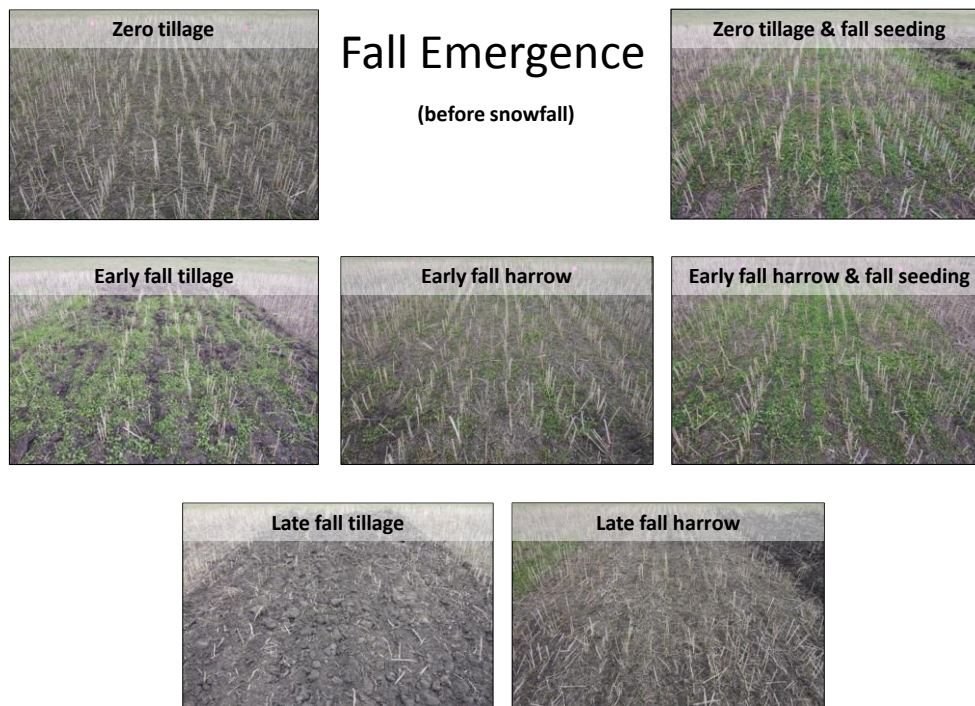 Zero tillage
Fall Emergence
(before snowfall)
Zero tillage & fall seeding
Early fall tillage
Early fall harrow
Early fall harrow & fall seeding
Late fall tillage
Late fall harrow